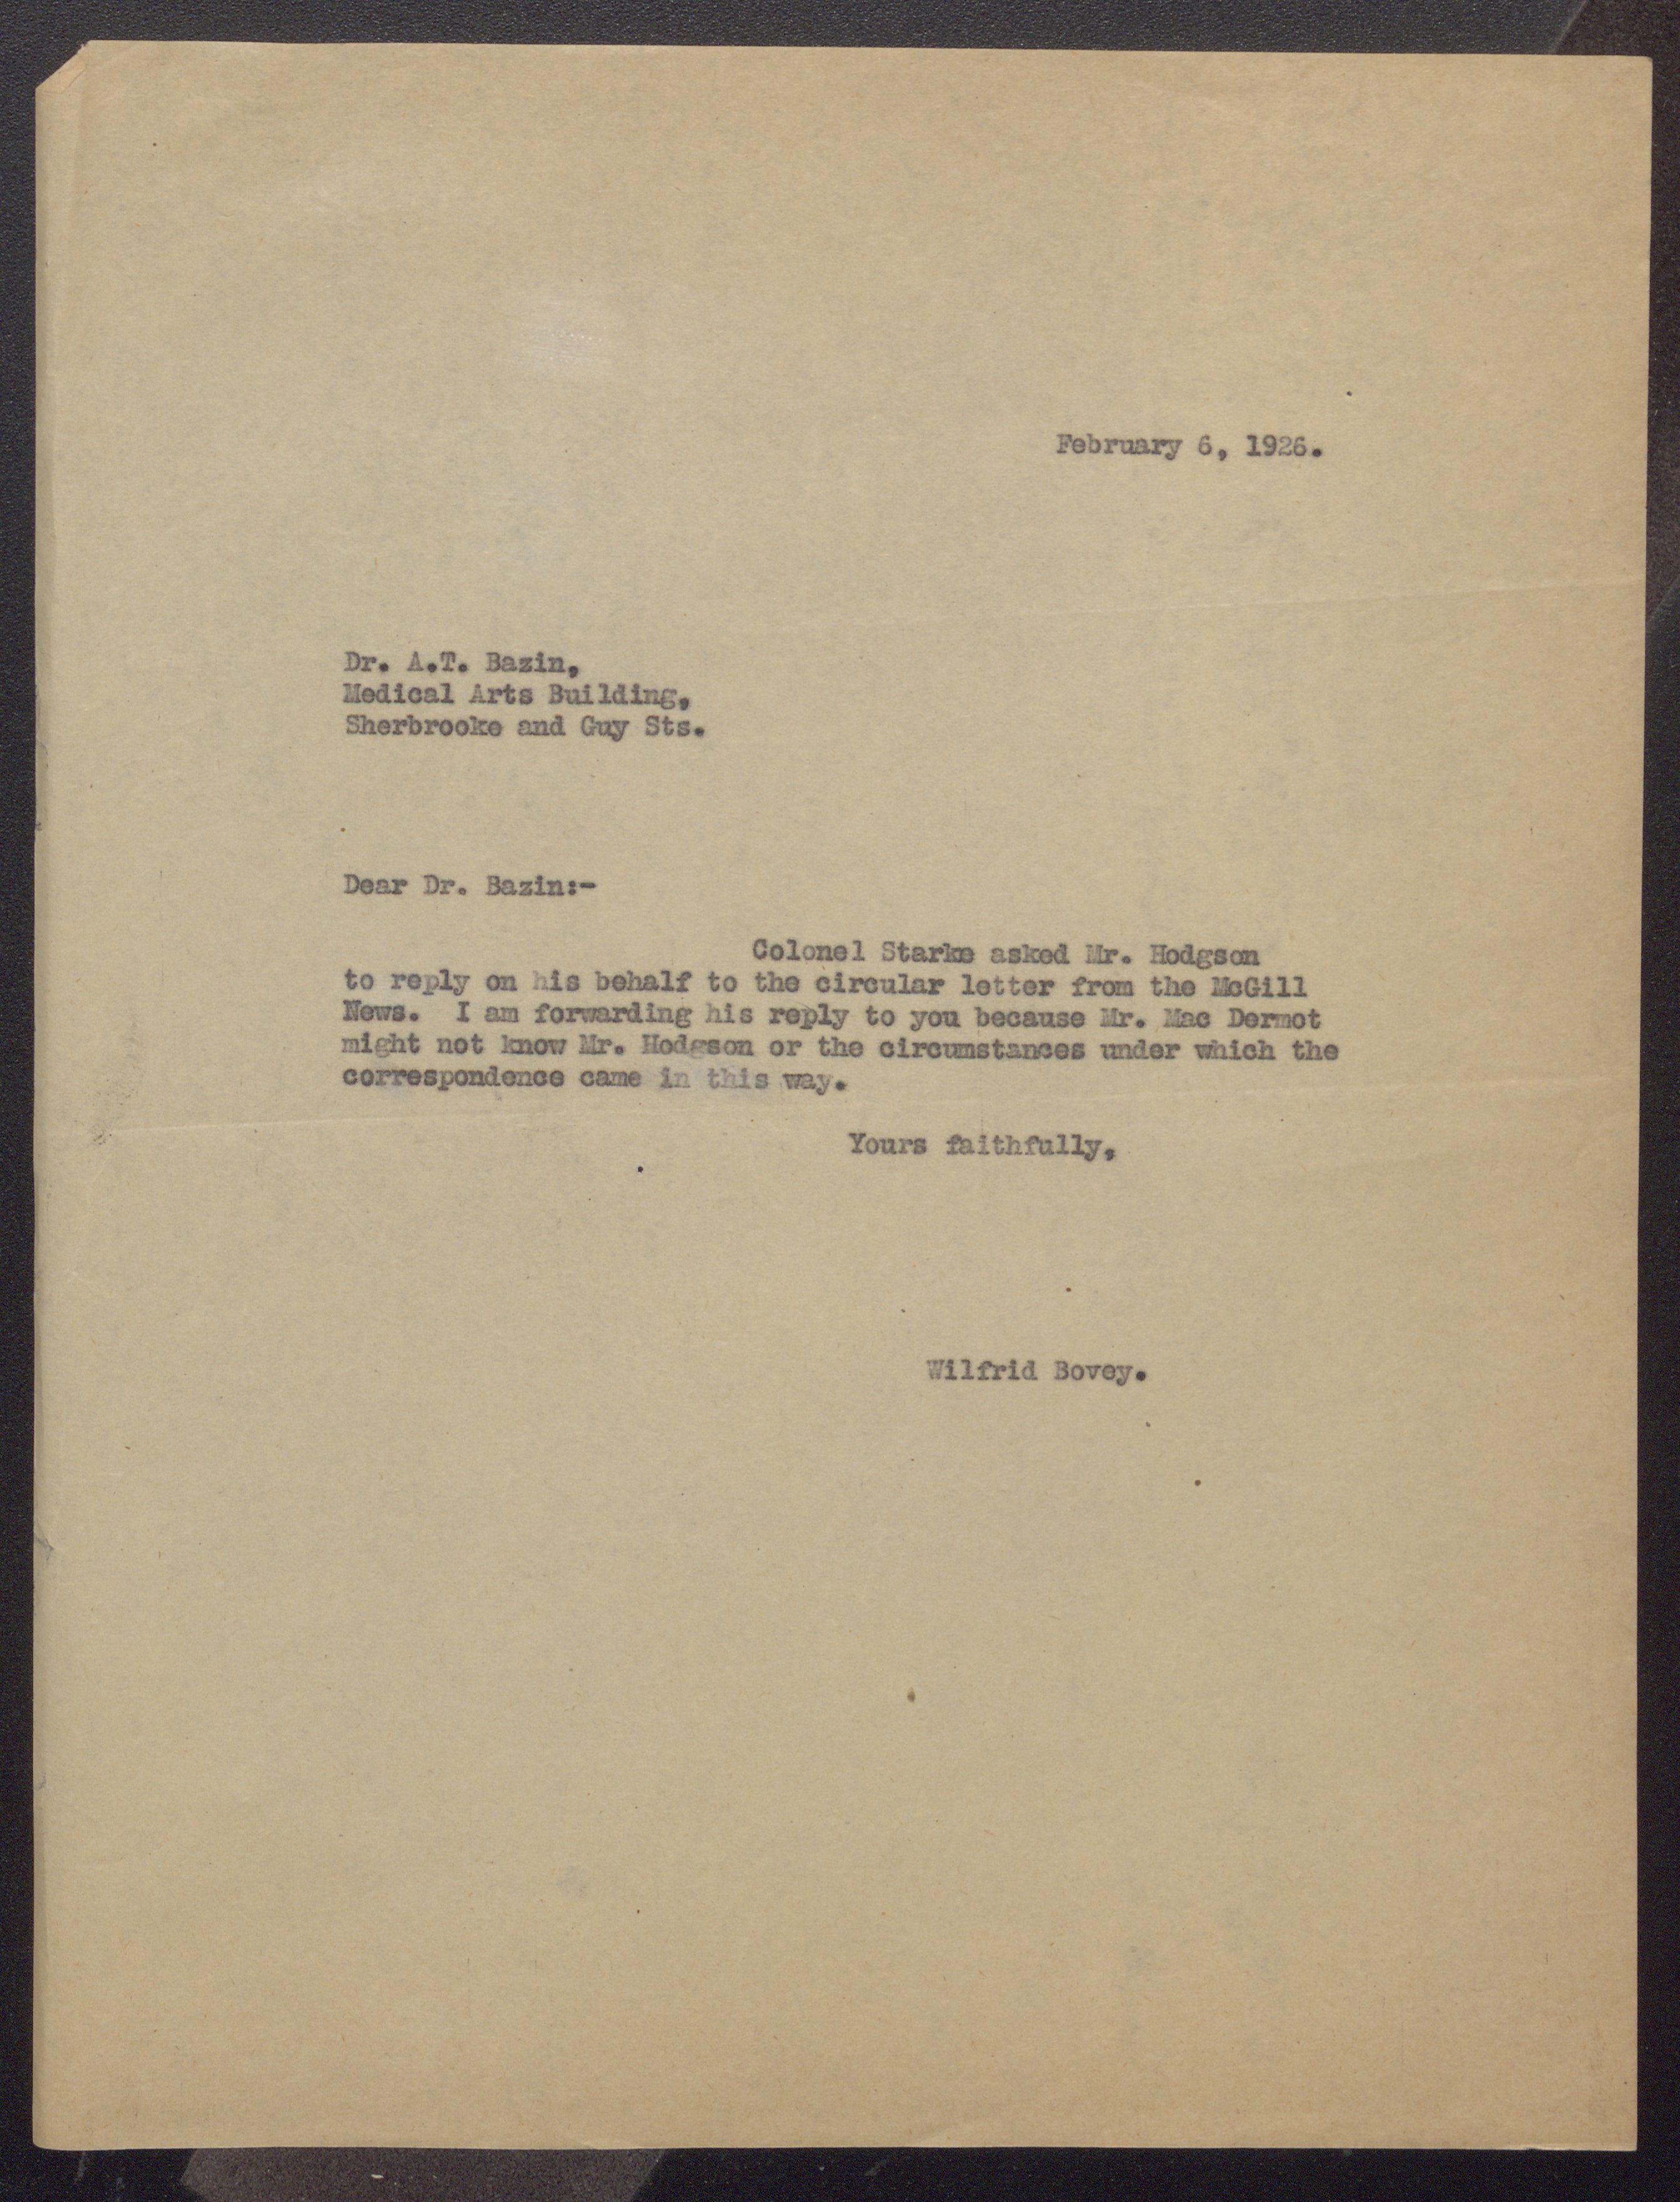 February 6, 1926.
Dr. A.T. Bazin,
Medical Arts Building,
Sherbrooke and Guy Sts.
Dear Dr. Bazin:-
Colonel Starke asked Mr. Hodgson
to reply on his behalf to the circular letter from the McGill
News. I am forwarding his reply to you because Mr. Mac Dermot
might not know Mr. Hodgson or the circumstances under which the
correspondence came in this way.
Yours faithfully,
Wilfrid Bovey.